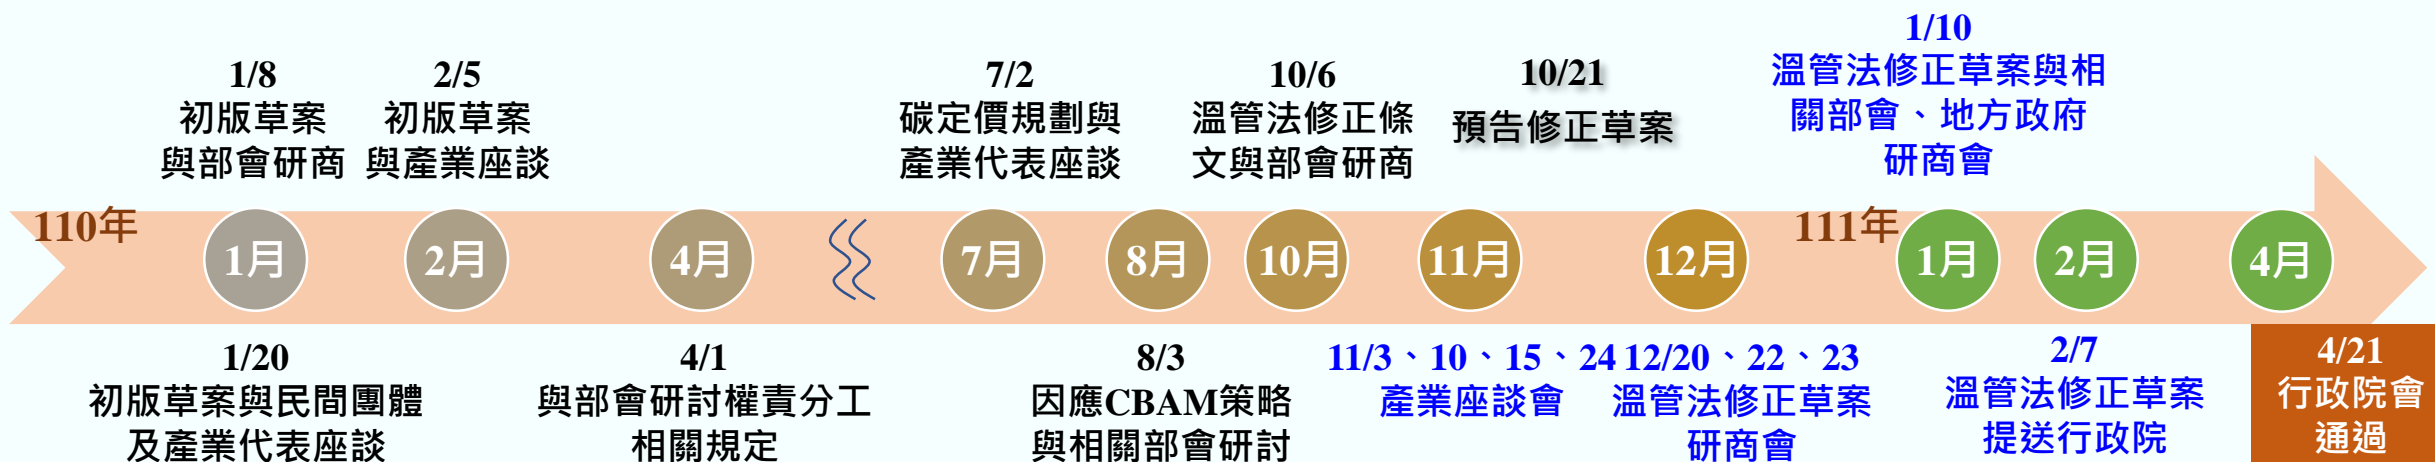 1/8
初版草案
與部會研商
2/5
初版草案
與產業座談
7/2
碳定價規劃與
產業代表座談
10/6
溫管法修正條
文與部會研商
10/21
預告修正草案
1/10
溫管法修正草案與相
關部會、地方政府
研商會
110年
1月
2月
4月
7月
8月
10月
11月
12月
111年
1月
2月
4月
1/20
初版草案與民間團體
及產業代表座談
4/1
與部會研討權責分工
相關規定
8/3
因應CBAM策略
與相關部會研討
11/3、10、15、24
產業座談會
12/20、22、23
溫管法修正草案
研商會
2/7
溫管法修正草案
提送行政院
4/21
行政院會
通過